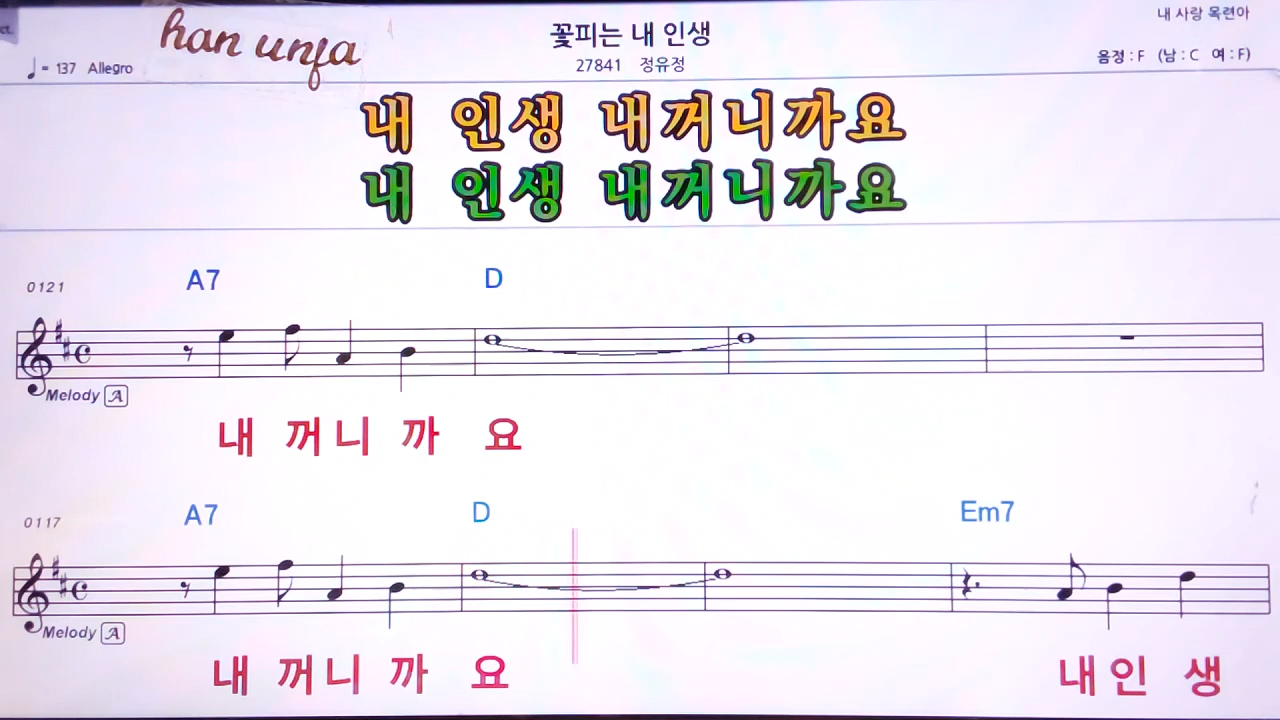 ct.
han unfa
꽃피는 내 인생
내 사랑 목련아
♩= 137 Allegro
27841 정유정
음정 : F (남 : C 여 : F)
내 인생 내꺼니까요
내 인생 내꺼니까요
0121
A7 D
Melody A
내 꺼니 까 요
0117
A7 D Em7
Melody A
내 꺼니 까 요 내인 생